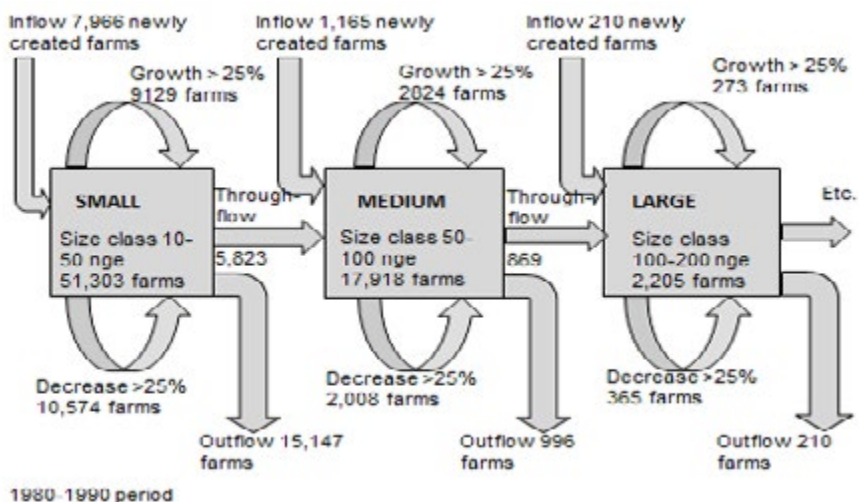 Inflow 7,966 newly
created farms
Inflow 1,165 newly
created farms
Inflow 210 newly
created farms
Growth > 25%
9129 farms
Growth > 25%
2024 farms
Growth > 25%
273 farms
SMALL
Size class 10-
50 nge
51,303 farms
Through-
flow
5,823
MEDIUM
Size class 50-
100 nge
17,918 farms
Through-
flow
869
LARGE
Size class
100-200 nge
2,205 farms
Etc.
Decrease >25%
10,574 farms
Decrease >25%
2,008 farms
Decrease >25%
365 farms
Outflow 15,147
farms
Outflow 996
farms
Outflow 210
farms
1980-1990 period